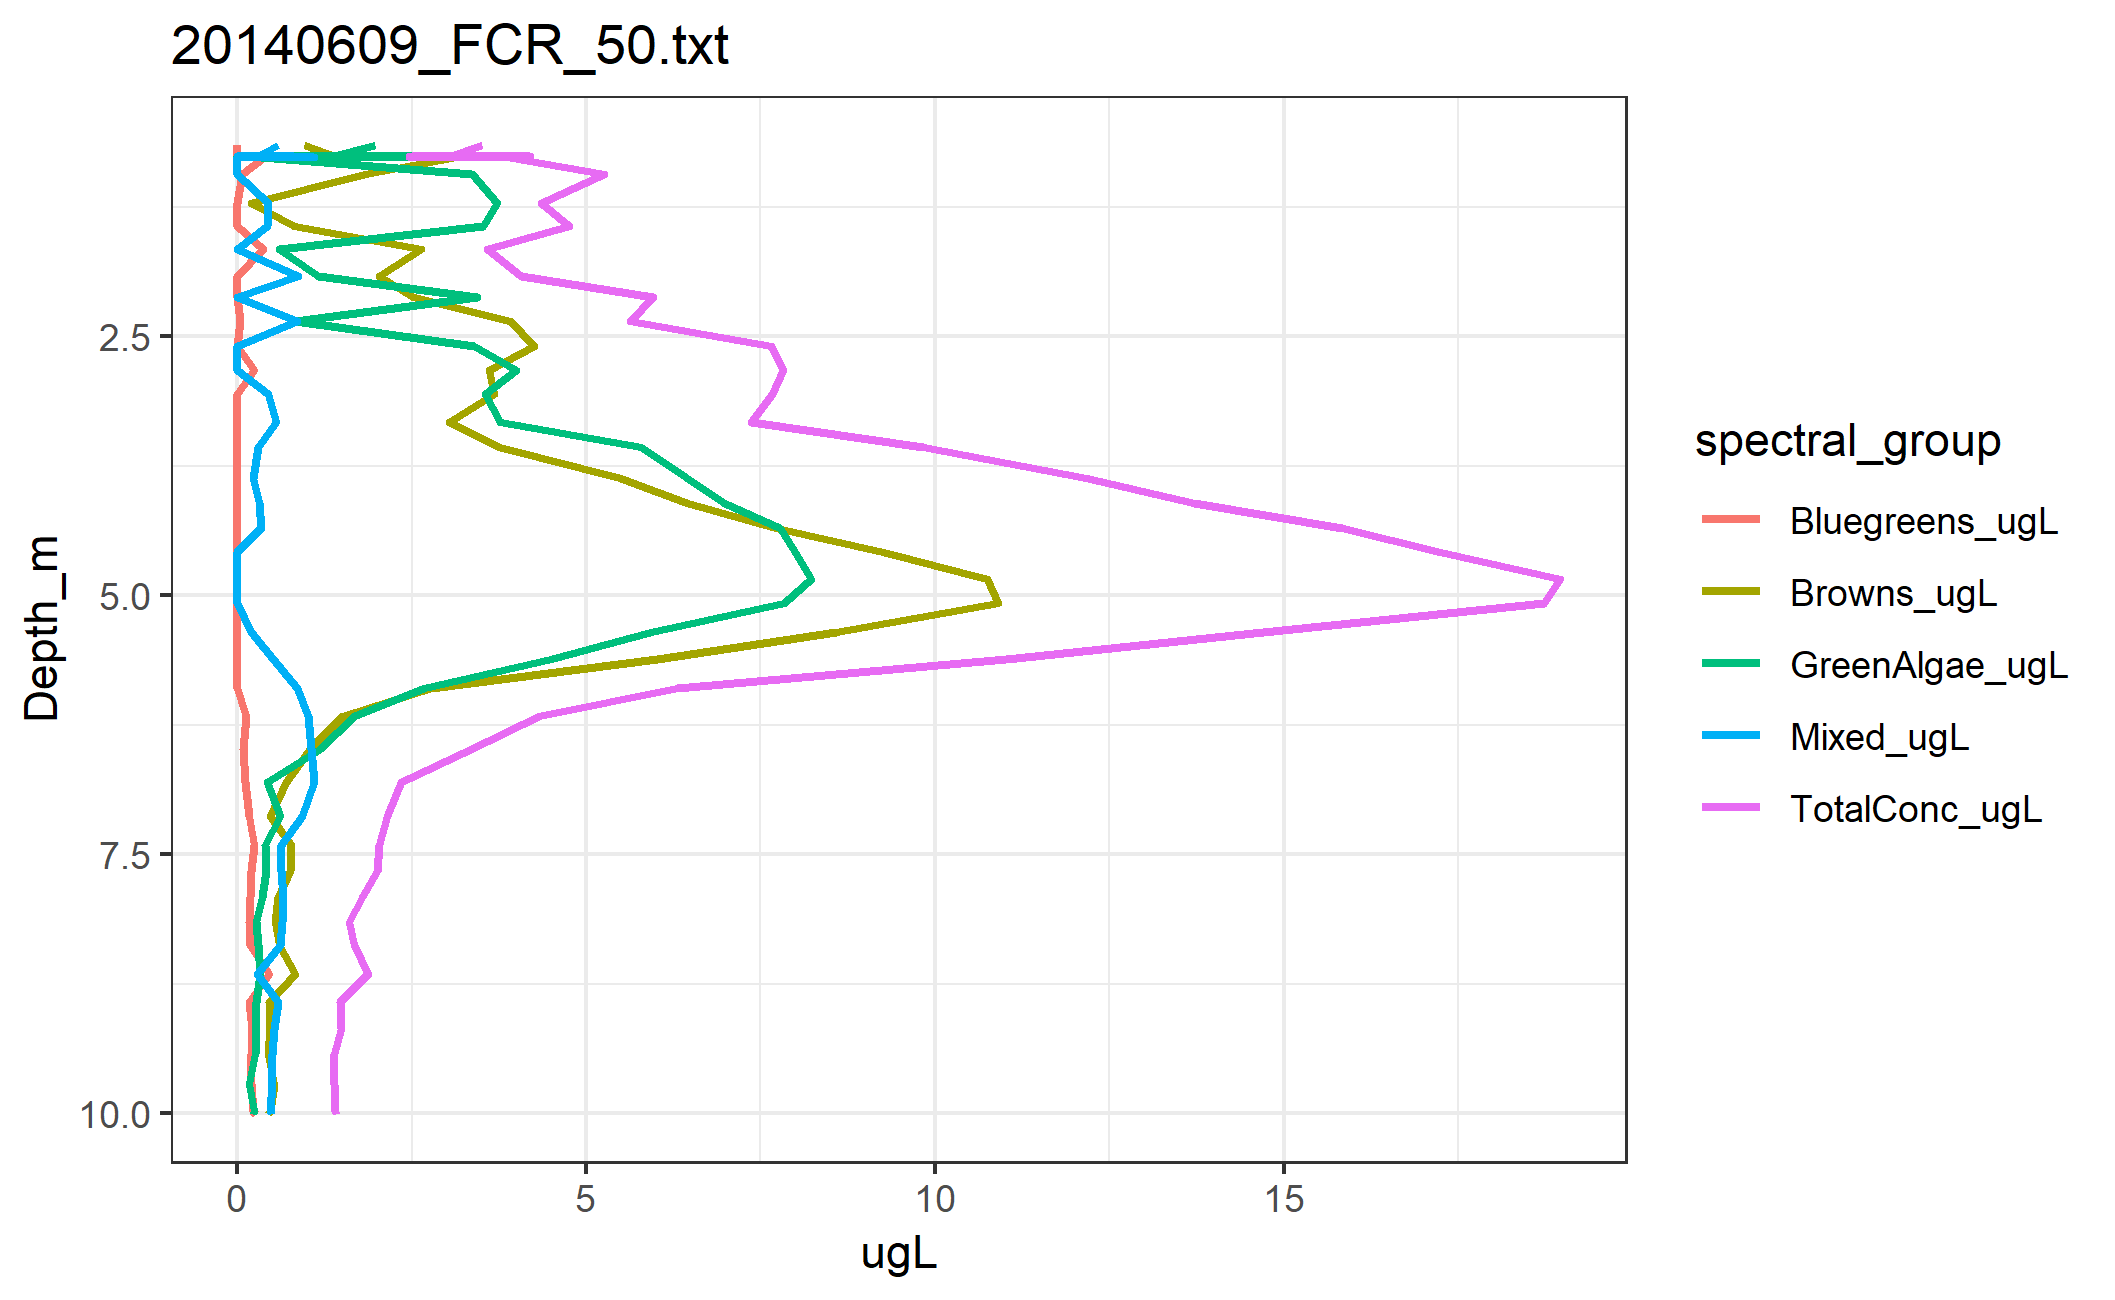 20140609_FCR_50.txt
Depth_m
2.5
5.0
7.5
10.0
0
5
10
15
ugL
spectral_group
Bluegreens_ugL
Browns_ugL
GreenAlgae_ugL
Mixed_ugL
TotalConc_ugL